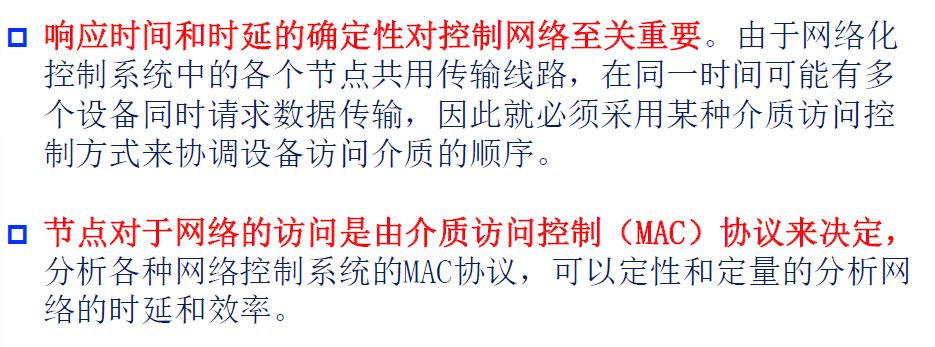 响应时间和时延的确定性对控制网络至关重要。由于网络化
控制系统中的各个节点共用传输线路，在同一时间可能有多
个设备同时请求数据传输，因此就必须采用某种介质访问控
制方式来协调设备访问介质的顺序。
节点对于网络的访问是由介质访问控制（MAC）协议来决定，
分析各种网络控制系统的MAC协议，可以定性和定量的分析网
络的时延和效率。